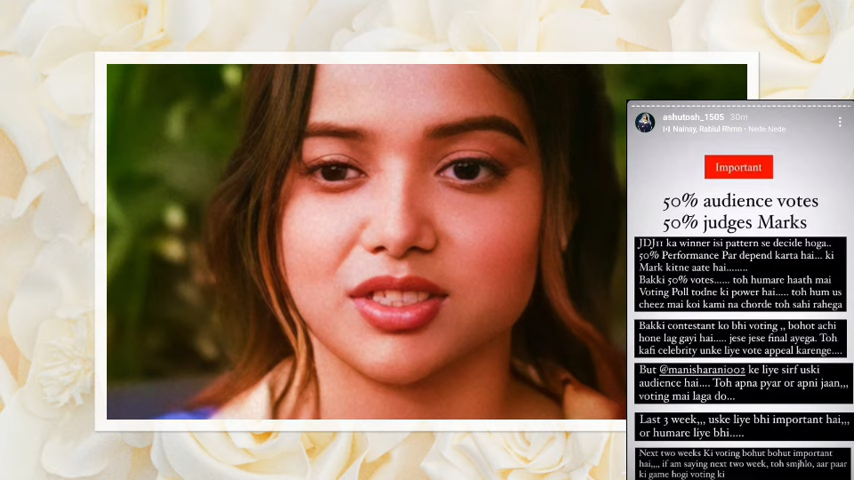 ashutosh_1505 30m
Nainsy, Rabiul Rhmn • Nede Nede
Important
50% audience votes
50% judges Marks
JDJ11 ka winner isi pattern se decide hoga..
50% Performance Par depend karta hai... ki
Mark kitne aate hai........
Bakki 50% votes...... toh humare haath mai
Voting Poll todne ki power hai..... toh hum us
cheez mai koi kami na chorde toh sahi rahega
Bakki contestant ko bhi voting ,, bohot achi
hone lag gayi hai..... jese jese final ayega. Toh
kafi celebrity unke liye vote appeal karenge....
But @manisharani002 ke liye sirf uski
audience hai.... Toh apna pyar or apni jaan,,,
voting mai laga do...
Last 3 week,,, uske liye bhi important hai,,,
or humare liye bhi.....
Next two weeks Ki voting bohut bohut important
hai,,,, if am saying next two week, toh smjhlo, aar paar
ki game hogi voting ki